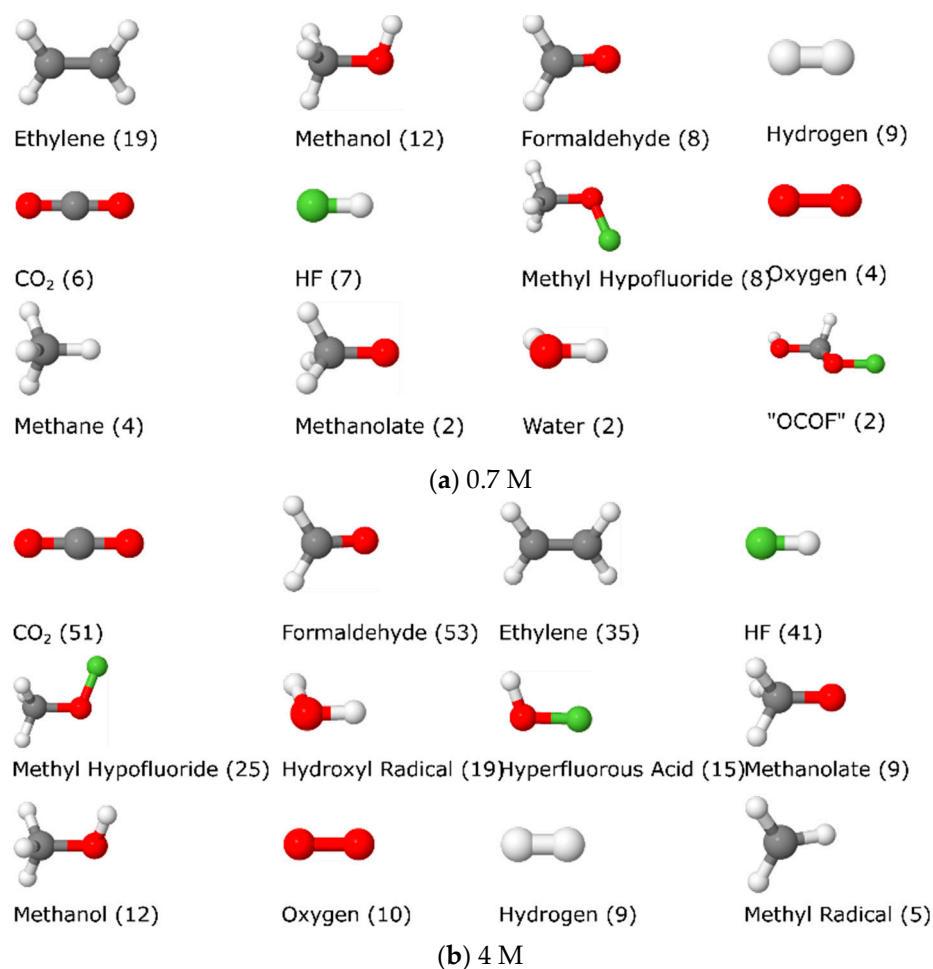 Ethylene (19) Methanol (12) Formaldehyde (8) Hydrogen (9)
CO₂ (6) HF (7) Methyl Hypofluoride (8) Oxygen (4)
Methane (4) Methanolate (2) Water (2) "OCOF" (2)
(a) 0.7 M
CO₂ (51) Formaldehyde (53) Ethylene (35) HF (41)
Methyl Hypofluoride (25) Hydroxyl Radical (19) Hyperfluorous Acid (15) Methanolate (9)
Methanol (12) Oxygen (10) Hydrogen (9) Methyl Radical (5)
(b) 4 M